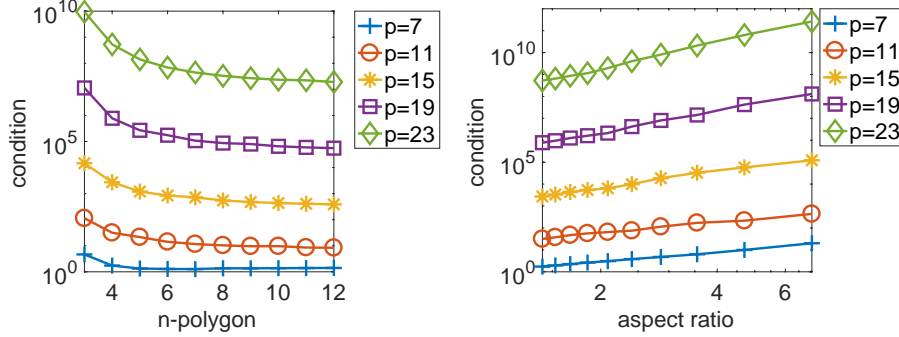 10^10
10^5
10^0
condition
4 6 8 10 12
n-polygon
p=7
p=11
p=15
p=19
p=23
10^10
10^5
10^0
condition
2 4 6
aspect ratio
p=7
p=11
p=15
p=19
p=23